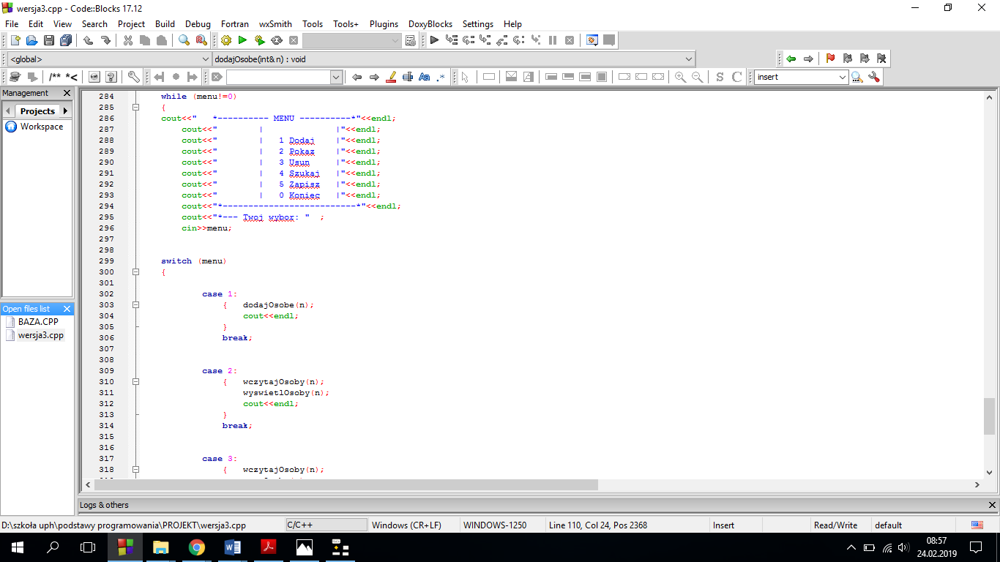 wersja3.cpp - Code::Blocks 17.12
File Edit View Search Project Build Debug Fortran wxSmith Tools Tools+ Plugins DoxyBlocks Settings Help
<global> dodajOsobe(int& n) : void
/** *< Aa .* S C insert
Management
Projects
Workspace
Open files list
BAZA.CPP
wersja3.cpp
284 while (menu!=0)
285 {
286 cout<<"   *---------- MENU ----------*"<<endl;
287 cout<<"        |              |"<<endl;
288 cout<<"        |   1 Dodaj    |"<<endl;
289 cout<<"        |   2 Pokaz    |"<<endl;
290 cout<<"        |   3 Usun     |"<<endl;
291 cout<<"        |   4 Szukaj   |"<<endl;
292 cout<<"        |   5 Zapisz   |"<<endl;
293 cout<<"        |   0 Koniec   |"<<endl;
294 cout<<"*--------------------------*"<<endl;
295 cout<<"*--- Twoj wybor: "  ;
296 cin>>menu;
297
298
299 switch (menu)
300 {
301
302 case 1:
303 {   dodajOsobe(n);
304 cout<<endl;
305 }
306 break;
307
308
309 case 2:
310 {   wczytajOsoby(n);
311 wyswietlOsoby(n);
312 cout<<endl;
313 }
314 break;
315
316
317 case 3:
318 {   wczytajOsoby(n);
Logs & others
D:\szkoła uph\podstawy programowania\PROJEKT\wersja3.cpp C/C++ Windows (CR+LF) WINDOWS-1250 Line 110, Col 24, Pos 2368 Insert Read/Write default
08:57
24.02.2019